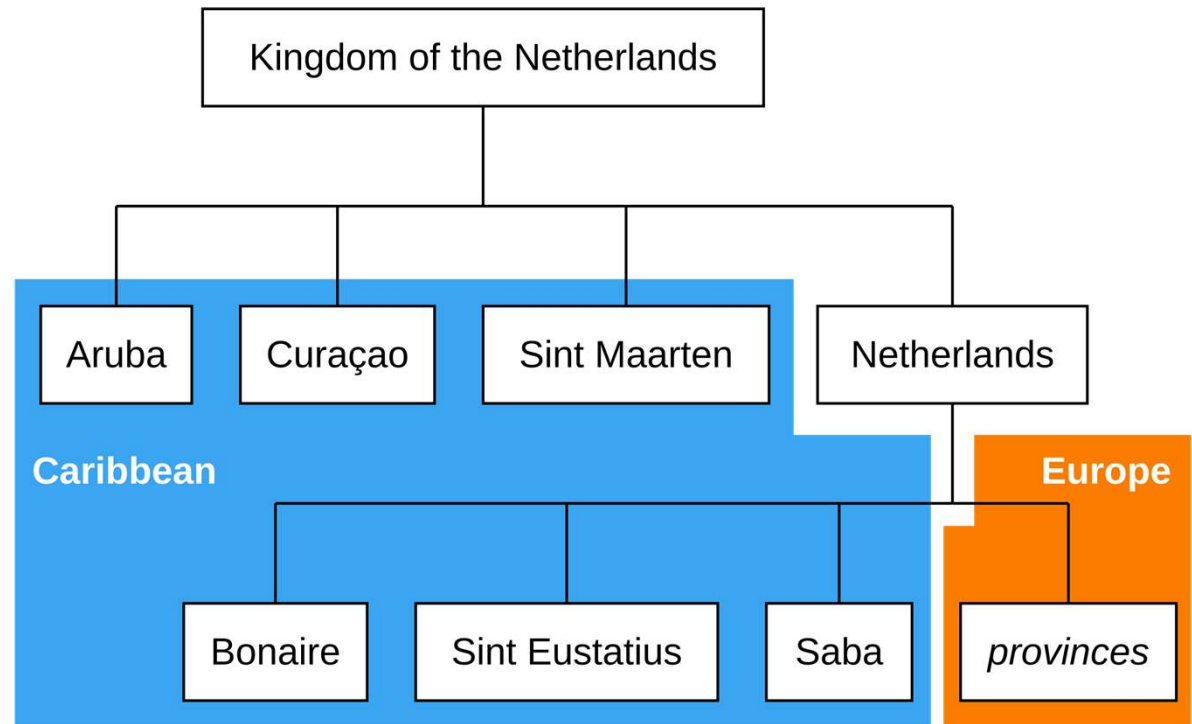 Kingdom of the Netherlands
Aruba
Curaçao
Sint Maarten
Netherlands
Caribbean
Europe
Bonaire
Sint Eustatius
Saba
provinces